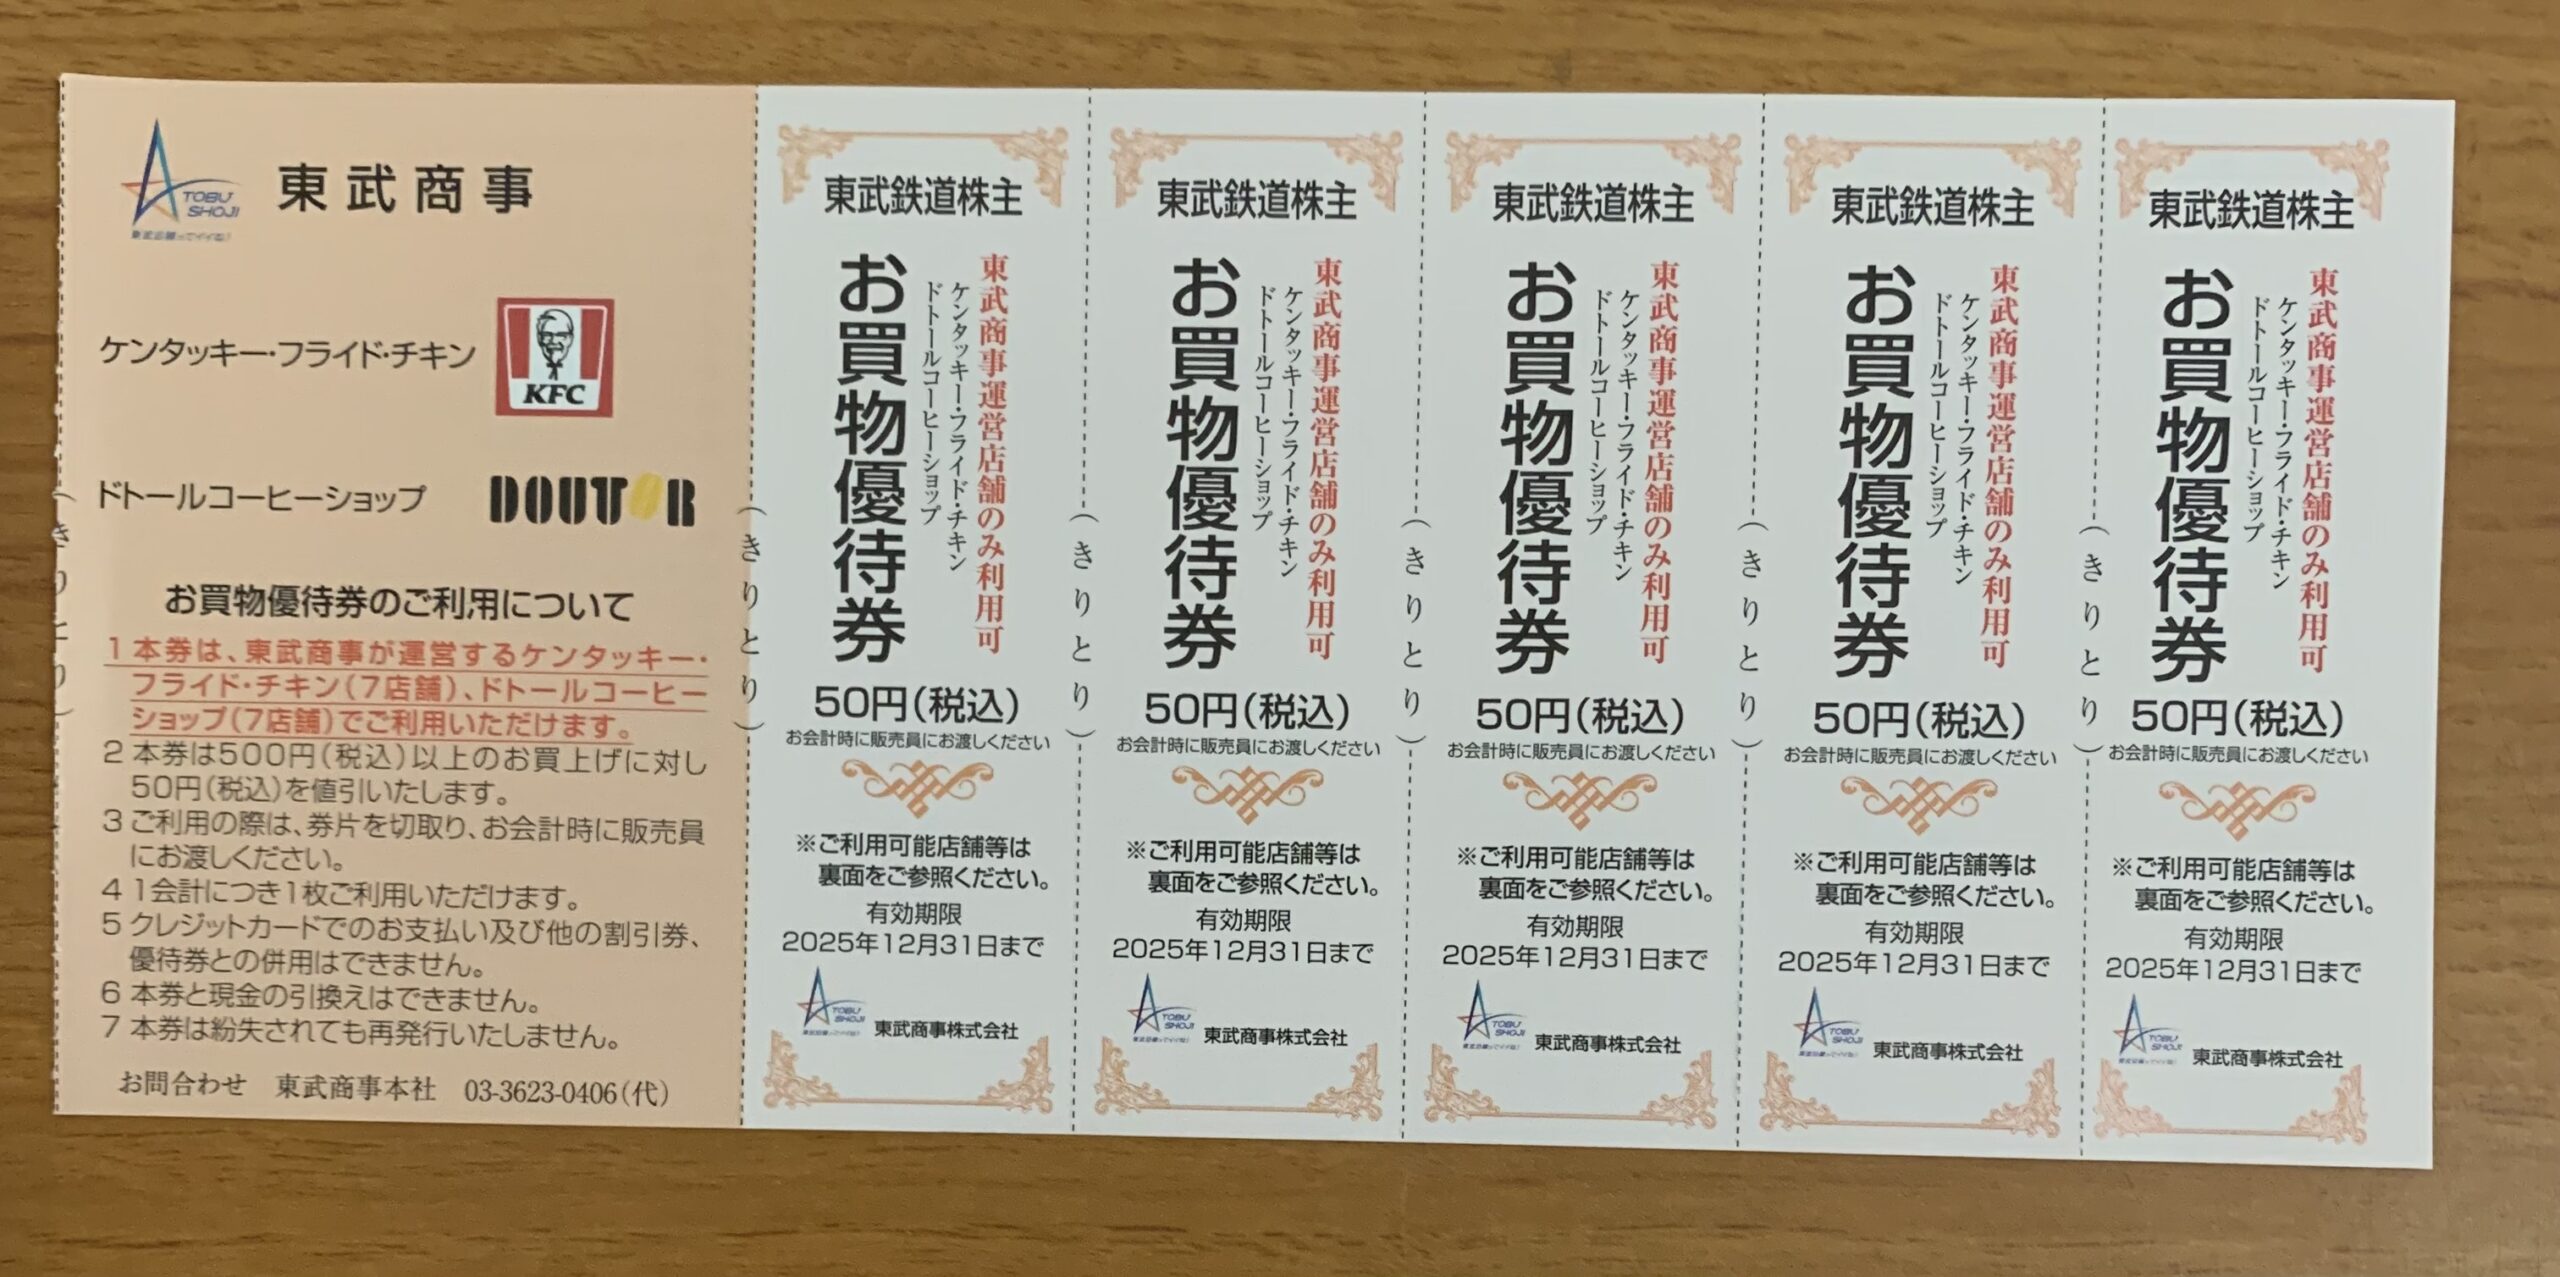 TOBU
SHOJI
東武商事
ケンタッキー・フライド・チキン
KFC
ドトールコーヒーショップ
DOUTOR
お買物優待券のご利用について
1 本券は、東武商事が運営するケンタッキー・
フライド・チキン(7店舗)、ドトールコーヒー
ショップ(7店舗)でご利用いただけます。
2 本券は500円(税込)以上のお買上げに対し
50円(税込)を値引いたします。
3 ご利用の際は、券片を切取り、お会計時に販売員
にお渡しください。
4 1会計につき1枚ご利用いただけます。
5 クレジットカードでのお支払い及び他の割引券、
優待券との併用はできません。
6 本券と現金の引換えはできません。
7 本券は紛失されても再発行いたしません。
お問合わせ 東武商事本社 03-3623-0406(代)
(きりとり)
(きりとり)
東武鉄道株主
東武商事運営店舗のみ利用可
ケンタッキー・フライド・チキン
ドトールコーヒーショップ
お買物優待券
50円(税込)
お会計時に販売員にお渡しください
※ご利用可能店舗等は
裏面をご参照ください。
有効期限
2025年12月31日まで
TOBU
SHOJI
東武商事株式会社
(きりとり)
東武鉄道株主
東武商事運営店舗のみ利用可
ケンタッキー・フライド・チキン
ドトールコーヒーショップ
お買物優待券
50円(税込)
お会計時に販売員にお渡しください
※ご利用可能店舗等は
裏面をご参照ください。
有効期限
2025年12月31日まで
TOBU
SHOJI
東武商事株式会社
(きりとり)
東武鉄道株主
東武商事運営店舗のみ利用可
ケンタッキー・フライド・チキン
ドトールコーヒーショップ
お買物優待券
50円(税込)
お会計時に販売員にお渡しください
※ご利用可能店舗等は
裏面をご参照ください。
有効期限
2025年12月31日まで
TOBU
SHOJI
東武商事株式会社
(きりとり)
東武鉄道株主
東武商事運営店舗のみ利用可
ケンタッキー・フライド・チキン
ドトールコーヒーショップ
お買物優待券
50円(税込)
お会計時に販売員にお渡しください
※ご利用可能店舗等は
裏面をご参照ください。
有効期限
2025年12月31日まで
TOBU
SHOJI
東武商事株式会社
(きりとり)
東武鉄道株主
東武商事運営店舗のみ利用可
ケンタッキー・フライド・チキン
ドトールコーヒーショップ
お買物優待券
50円(税込)
お会計時に販売員にお渡しください
※ご利用可能店舗等は
裏面をご参照ください。
有効期限
2025年12月31日まで
TOBU
SHOJI
東武商事株式会社